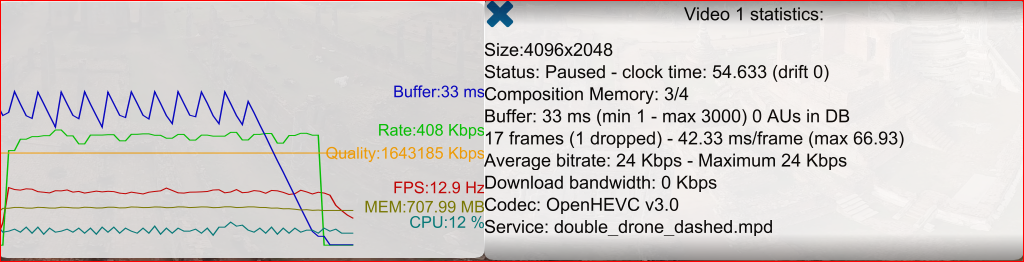 Buffer:33 ms
Rate:408 Kbps
Quality:1643185 Kbps
FPS:12.9 Hz
MEM:707.99 MB
CPU:12 %
Video 1 statistics:
Size:4096x2048
Status: Paused - clock time: 54.633 (drift 0)
Composition Memory: 3/4
Buffer: 33 ms (min 1 - max 3000) 0 AUs in DB
17 frames (1 dropped) - 42.33 ms/frame (max 66.93)
Average bitrate: 24 Kbps - Maximum 24 Kbps
Download bandwidth: 0 Kbps
Codec: OpenHEVC v3.0
Service: double_drone_dashed.mpd